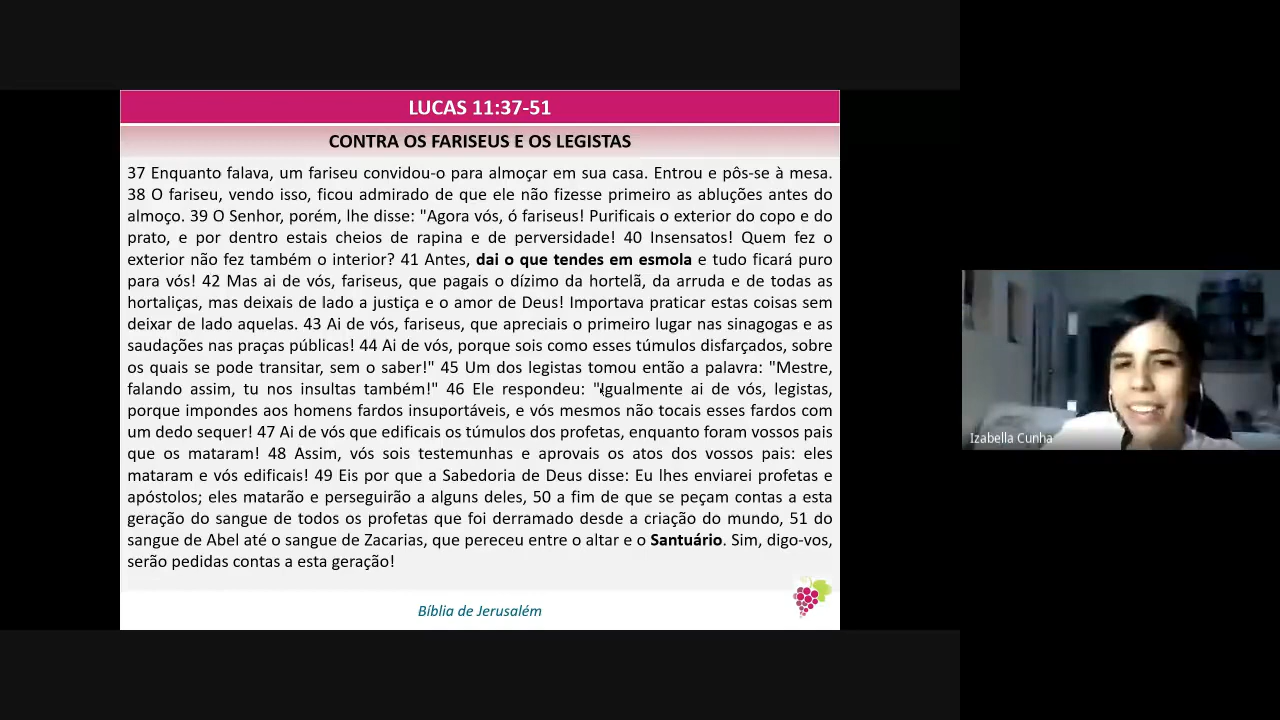 LUCAS 11:37-51
CONTRA OS FARISEUS E OS LEGISTAS
37 Enquanto falava, um fariseu convidou-o para almoçar em sua casa. Entrou e pôs-se à mesa.
38 O fariseu, vendo isso, ficou admirado de que ele não fizesse primeiro as abluções antes do
almoço. 39 O Senhor, porém, lhe disse: "Agora vós, ó fariseus! Purificais o exterior do copo e do
prato, e por dentro estais cheios de rapina e de perversidade! 40 Insensatos! Quem fez o
exterior não fez também o interior? 41 Antes, dai o que tendes em esmola e tudo ficará puro
para vós! 42 Mas ai de vós, fariseus, que pagais o dízimo da hortelã, da arruda e de todas as
hortaliças, mas deixais de lado a justiça e o amor de Deus! Importava praticar estas coisas sem
deixar de lado aquelas. 43 Ai de vós, fariseus, que apreciais o primeiro lugar nas sinagogas e as
saudações nas praças públicas! 44 Ai de vós, porque sois como esses túmulos disfarçados, sobre
os quais se pode transitar, sem o saber!" 45 Um dos legistas tomou então a palavra: "Mestre,
falando assim, tu nos insultas também!" 46 Ele respondeu: "Igualmente ai de vós, legistas,
porque impondes aos homens fardos insuportáveis, e vós mesmos não tocais esses fardos com
um dedo sequer! 47 Ai de vós que edificais os túmulos dos profetas, enquanto foram vossos pais
que os mataram! 48 Assim, vós sois testemunhas e aprovais os atos dos vossos pais: eles
mataram e vós edificais! 49 Eis por que a Sabedoria de Deus disse: Eu lhes enviarei profetas e
apóstolos; eles matarão e perseguirão a alguns deles, 50 a fim de que se peçam contas a esta
geração do sangue de todos os profetas que foi derramado desde a criação do mundo, 51 do
sangue de Abel até o sangue de Zacarias, que pereceu entre o altar e o Santuário. Sim, digo-vos,
serão pedidas contas a esta geração!
Bíblia de Jerusalém
Izabella Cunha